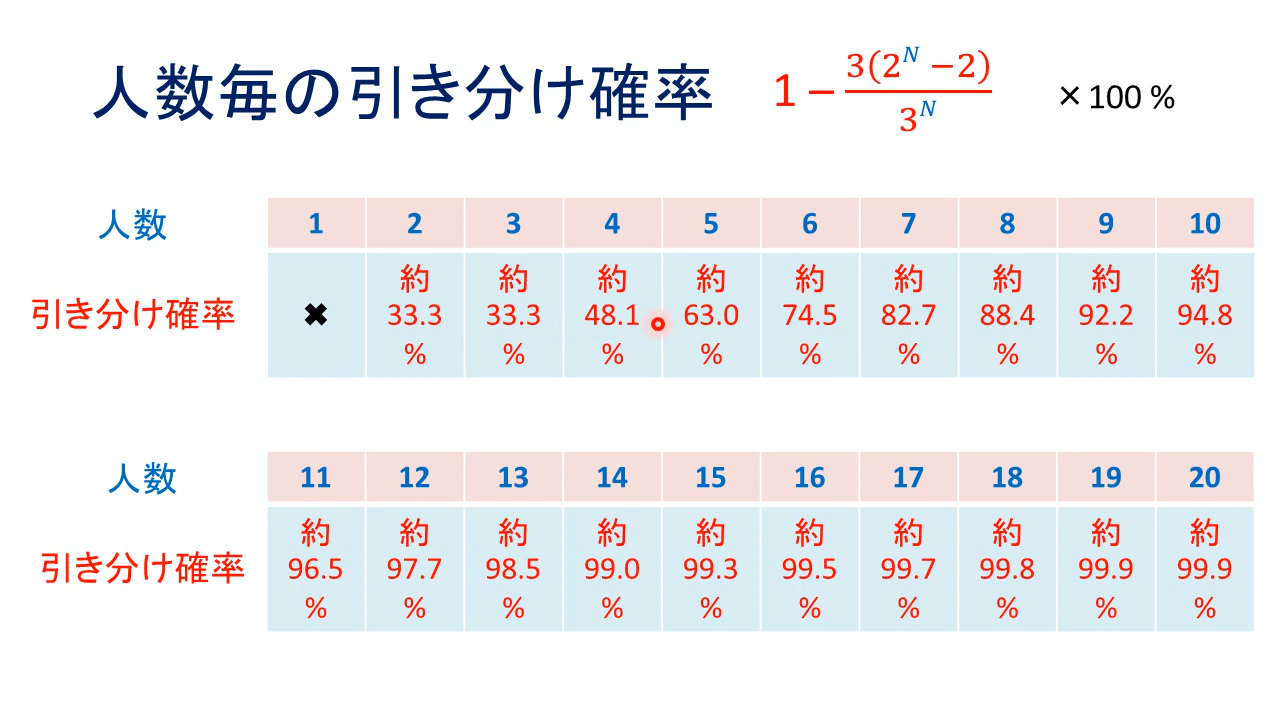 人数毎の引き分け確率 1 − 3(2^N − 2) / 3^N × 100 %
人数 1 2 3 4 5 6 7 8 9 10
引き分け確率 ✖ 約33.3% 約33.3% 約48.1% 約63.0% 約74.5% 約82.7% 約88.4% 約92.2% 約94.8%
人数 11 12 13 14 15 16 17 18 19 20
引き分け確率 約96.5% 約97.7% 約98.5% 約99.0% 約99.3% 約99.5% 約99.7% 約99.8% 約99.9% 約99.9%